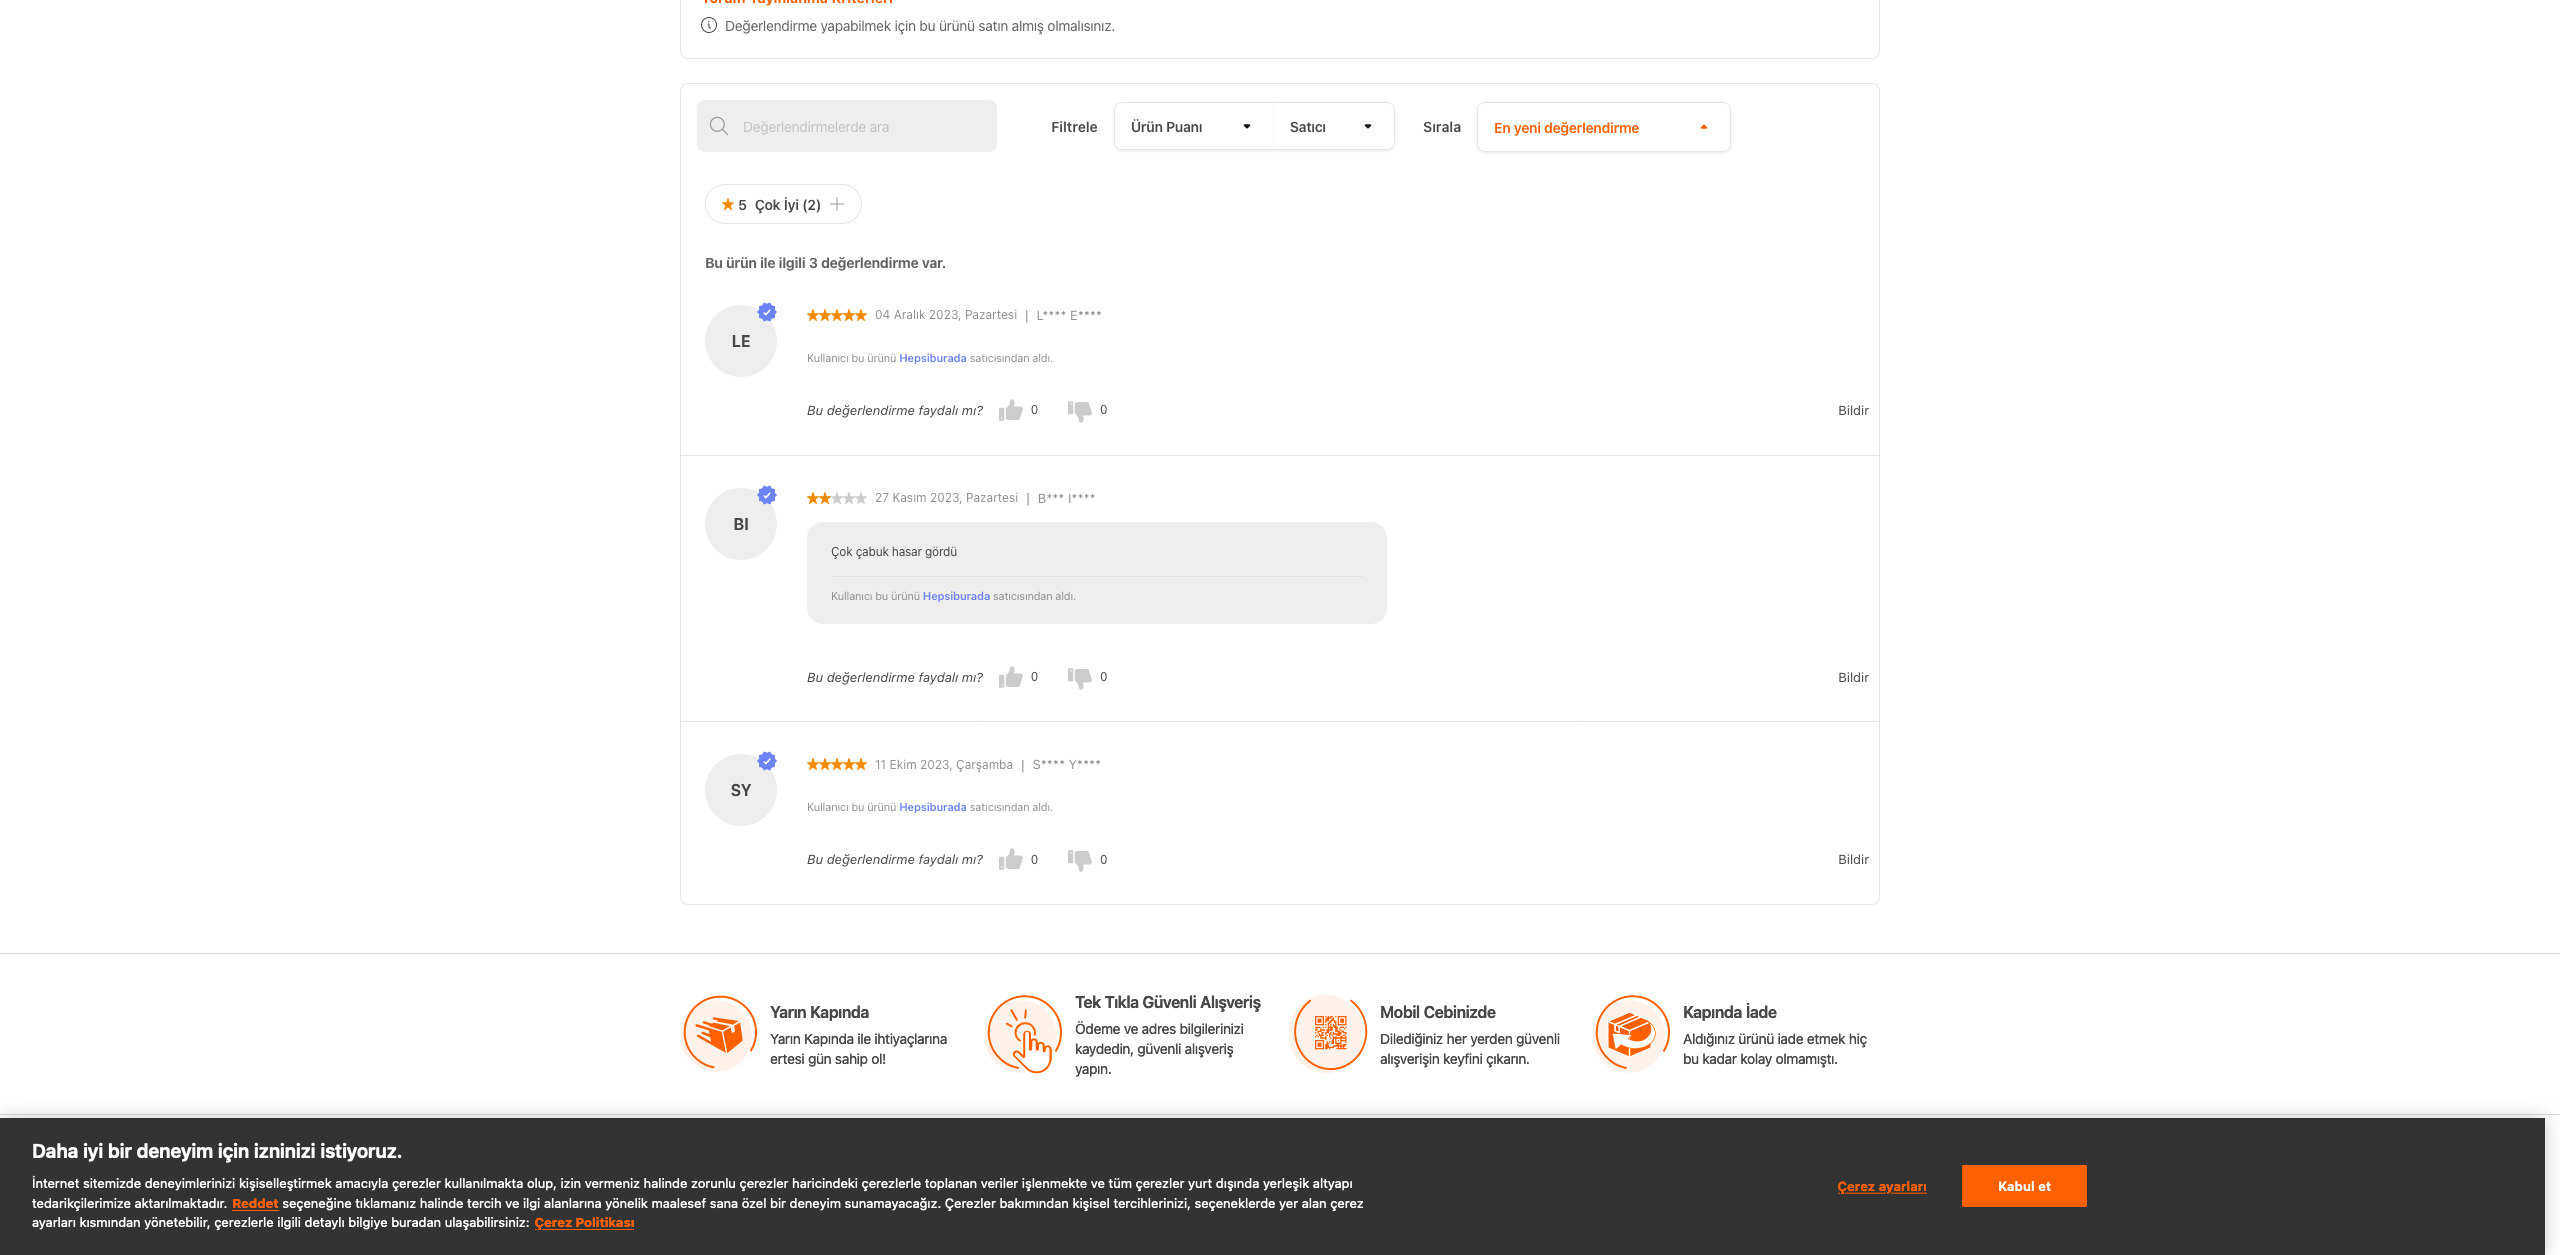 Yorum Yayınlanma Kriterleri
Değerlendirme yapabilmek için bu ürünü satın almış olmalısınız.
Değerlendirmelerde ara
Filtrele
Ürün Puanı
Satıcı
Sırala
En yeni değerlendirme
5 Çok İyi (2)
Bu ürün ile ilgili 3 değerlendirme var.
LE
04 Aralık 2023, Pazartesi | L**** E****
Kullanıcı bu ürünü Hepsiburada satıcısından aldı.
Bu değerlendirme faydalı mı? 0 0
Bildir
BI
27 Kasım 2023, Pazartesi | B*** I****
Çok çabuk hasar gördü
Kullanıcı bu ürünü Hepsiburada satıcısından aldı.
Bu değerlendirme faydalı mı? 0 0
Bildir
SY
11 Ekim 2023, Çarşamba | S**** Y****
Kullanıcı bu ürünü Hepsiburada satıcısından aldı.
Bu değerlendirme faydalı mı? 0 0
Bildir
Yarın Kapında
Yarın Kapında ile ihtiyaçlarına
ertesi gün sahip ol!
Tek Tıkla Güvenli Alışveriş
Ödeme ve adres bilgilerinizi
kaydedin, güvenli alışveriş
yapın.
Mobil Cebinizde
Dilediğiniz her yerden güvenli
alışverişin keyfini çıkarın.
Kapında İade
Aldığınız ürünü iade etmek hiç
bu kadar kolay olmamıştı.
Daha iyi bir deneyim için izninizi istiyoruz.
İnternet sitemizde deneyimlerinizi kişiselleştirmek amacıyla çerezler kullanılmakta olup, izin vermeniz halinde zorunlu çerezler haricindeki çerezlerle toplanan veriler işlenmekte ve tüm çerezler yurt dışında yerleşik altyapı
tedarikçilerimize aktarılmaktadır. Reddet seçeneğine tıklamanız halinde tercih ve ilgi alanlarına yönelik maalesef sana özel bir deneyim sunamayacağız. Çerezler bakımından kişisel tercihlerinizi, seçeneklerde yer alan çerez
ayarları kısmından yönetebilir, çerezlerle ilgili detaylı bilgiye buradan ulaşabilirsiniz: Çerez Politikası
Çerez ayarları
Kabul et